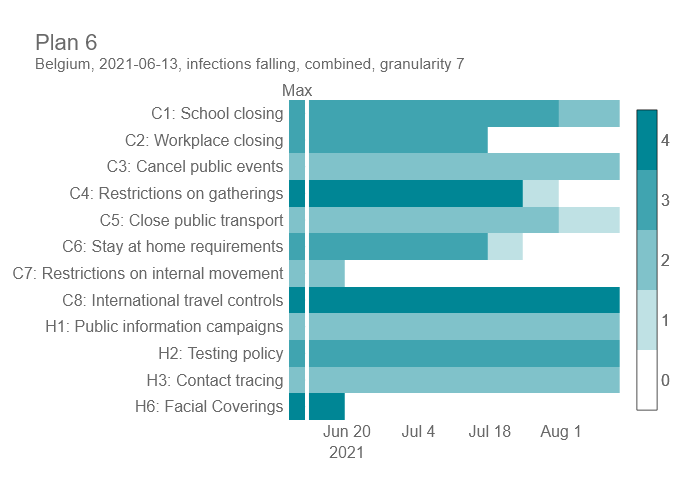 Plan 6
Belgium, 2021-06-13, infections falling, combined, granularity 7
Max
C1: School closing
C2: Workplace closing
C3: Cancel public events
C4: Restrictions on gatherings
C5: Close public transport
C6: Stay at home requirements
C7: Restrictions on internal movement
C8: International travel controls
H1: Public information campaigns
H2: Testing policy
H3: Contact tracing
H6: Facial Coverings
Jun 20 Jul 4 Jul 18 Aug 1
2021
4
3
2
1
0